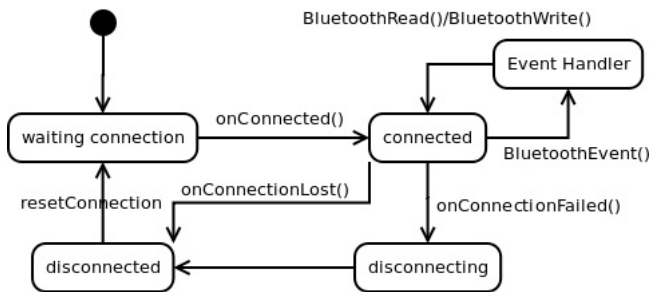 BluetoothRead()/BluetoothWrite()
Event Handler
onConnected()
waiting connection
connected
BluetoothEvent()
onConnectionLost()
resetConnection
onConnectionFailed()
disconnected
disconnecting